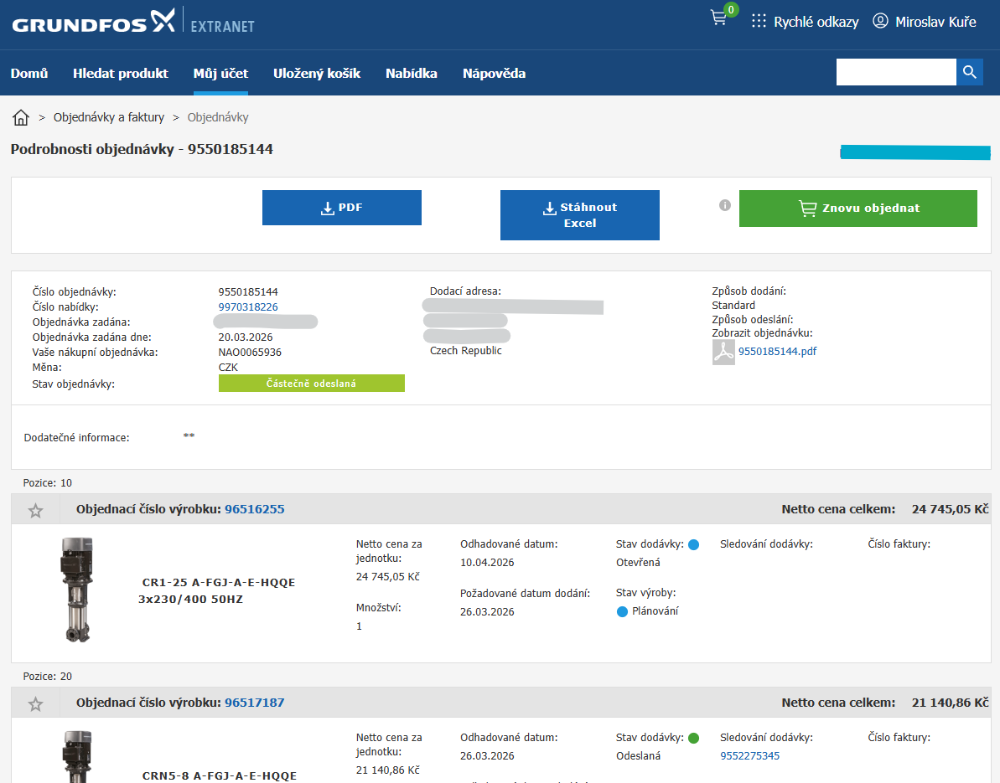 GRUNDFOS EXTRANET
0
Rychlé odkazy
Miroslav Kuře
Domů
Hledat produkt
Můj účet
Uložený košík
Nabídka
Nápověda
> Objednávky a faktury > Objednávky
Podrobnosti objednávky - 9550185144
PDF
Stáhnout
Excel
i
Znovu objednat
Číslo objednávky: 9550185144
Číslo nabídky: 9970318226
Objednávka zadána:
Objednávka zadána dne: 20.03.2026
Vaše nákupní objednávka: NAO0065936
Měna: CZK
Stav objednávky: Částečně odeslaná
Dodací adresa:
Czech Republic
Způsob dodání:
Standard
Způsob odeslání:
Zobrazit objednávku:
9550185144.pdf
Dodatečné informace: **
Pozice: 10
Objednací číslo výrobku: 96516255
Netto cena celkem: 24 745,05 Kč
CR1-25 A-FGJ-A-E-HQQE
3x230/400 50HZ
Netto cena za
jednotku:
24 745,05 Kč
Množství:
1
Odhadované datum:
10.04.2026
Požadované datum dodání:
26.03.2026
Stav dodávky:
Otevřená
Stav výroby:
Plánování
Sledování dodávky:
Číslo faktury:
Pozice: 20
Objednací číslo výrobku: 96517187
Netto cena celkem: 21 140,86 Kč
CRN5-8 A-FGJ-A-E-HQQE
Netto cena za
jednotku:
21 140,86 Kč
Odhadované datum:
26.03.2026
Stav dodávky:
Odeslaná
Sledování dodávky:
9552275345
Číslo faktury: